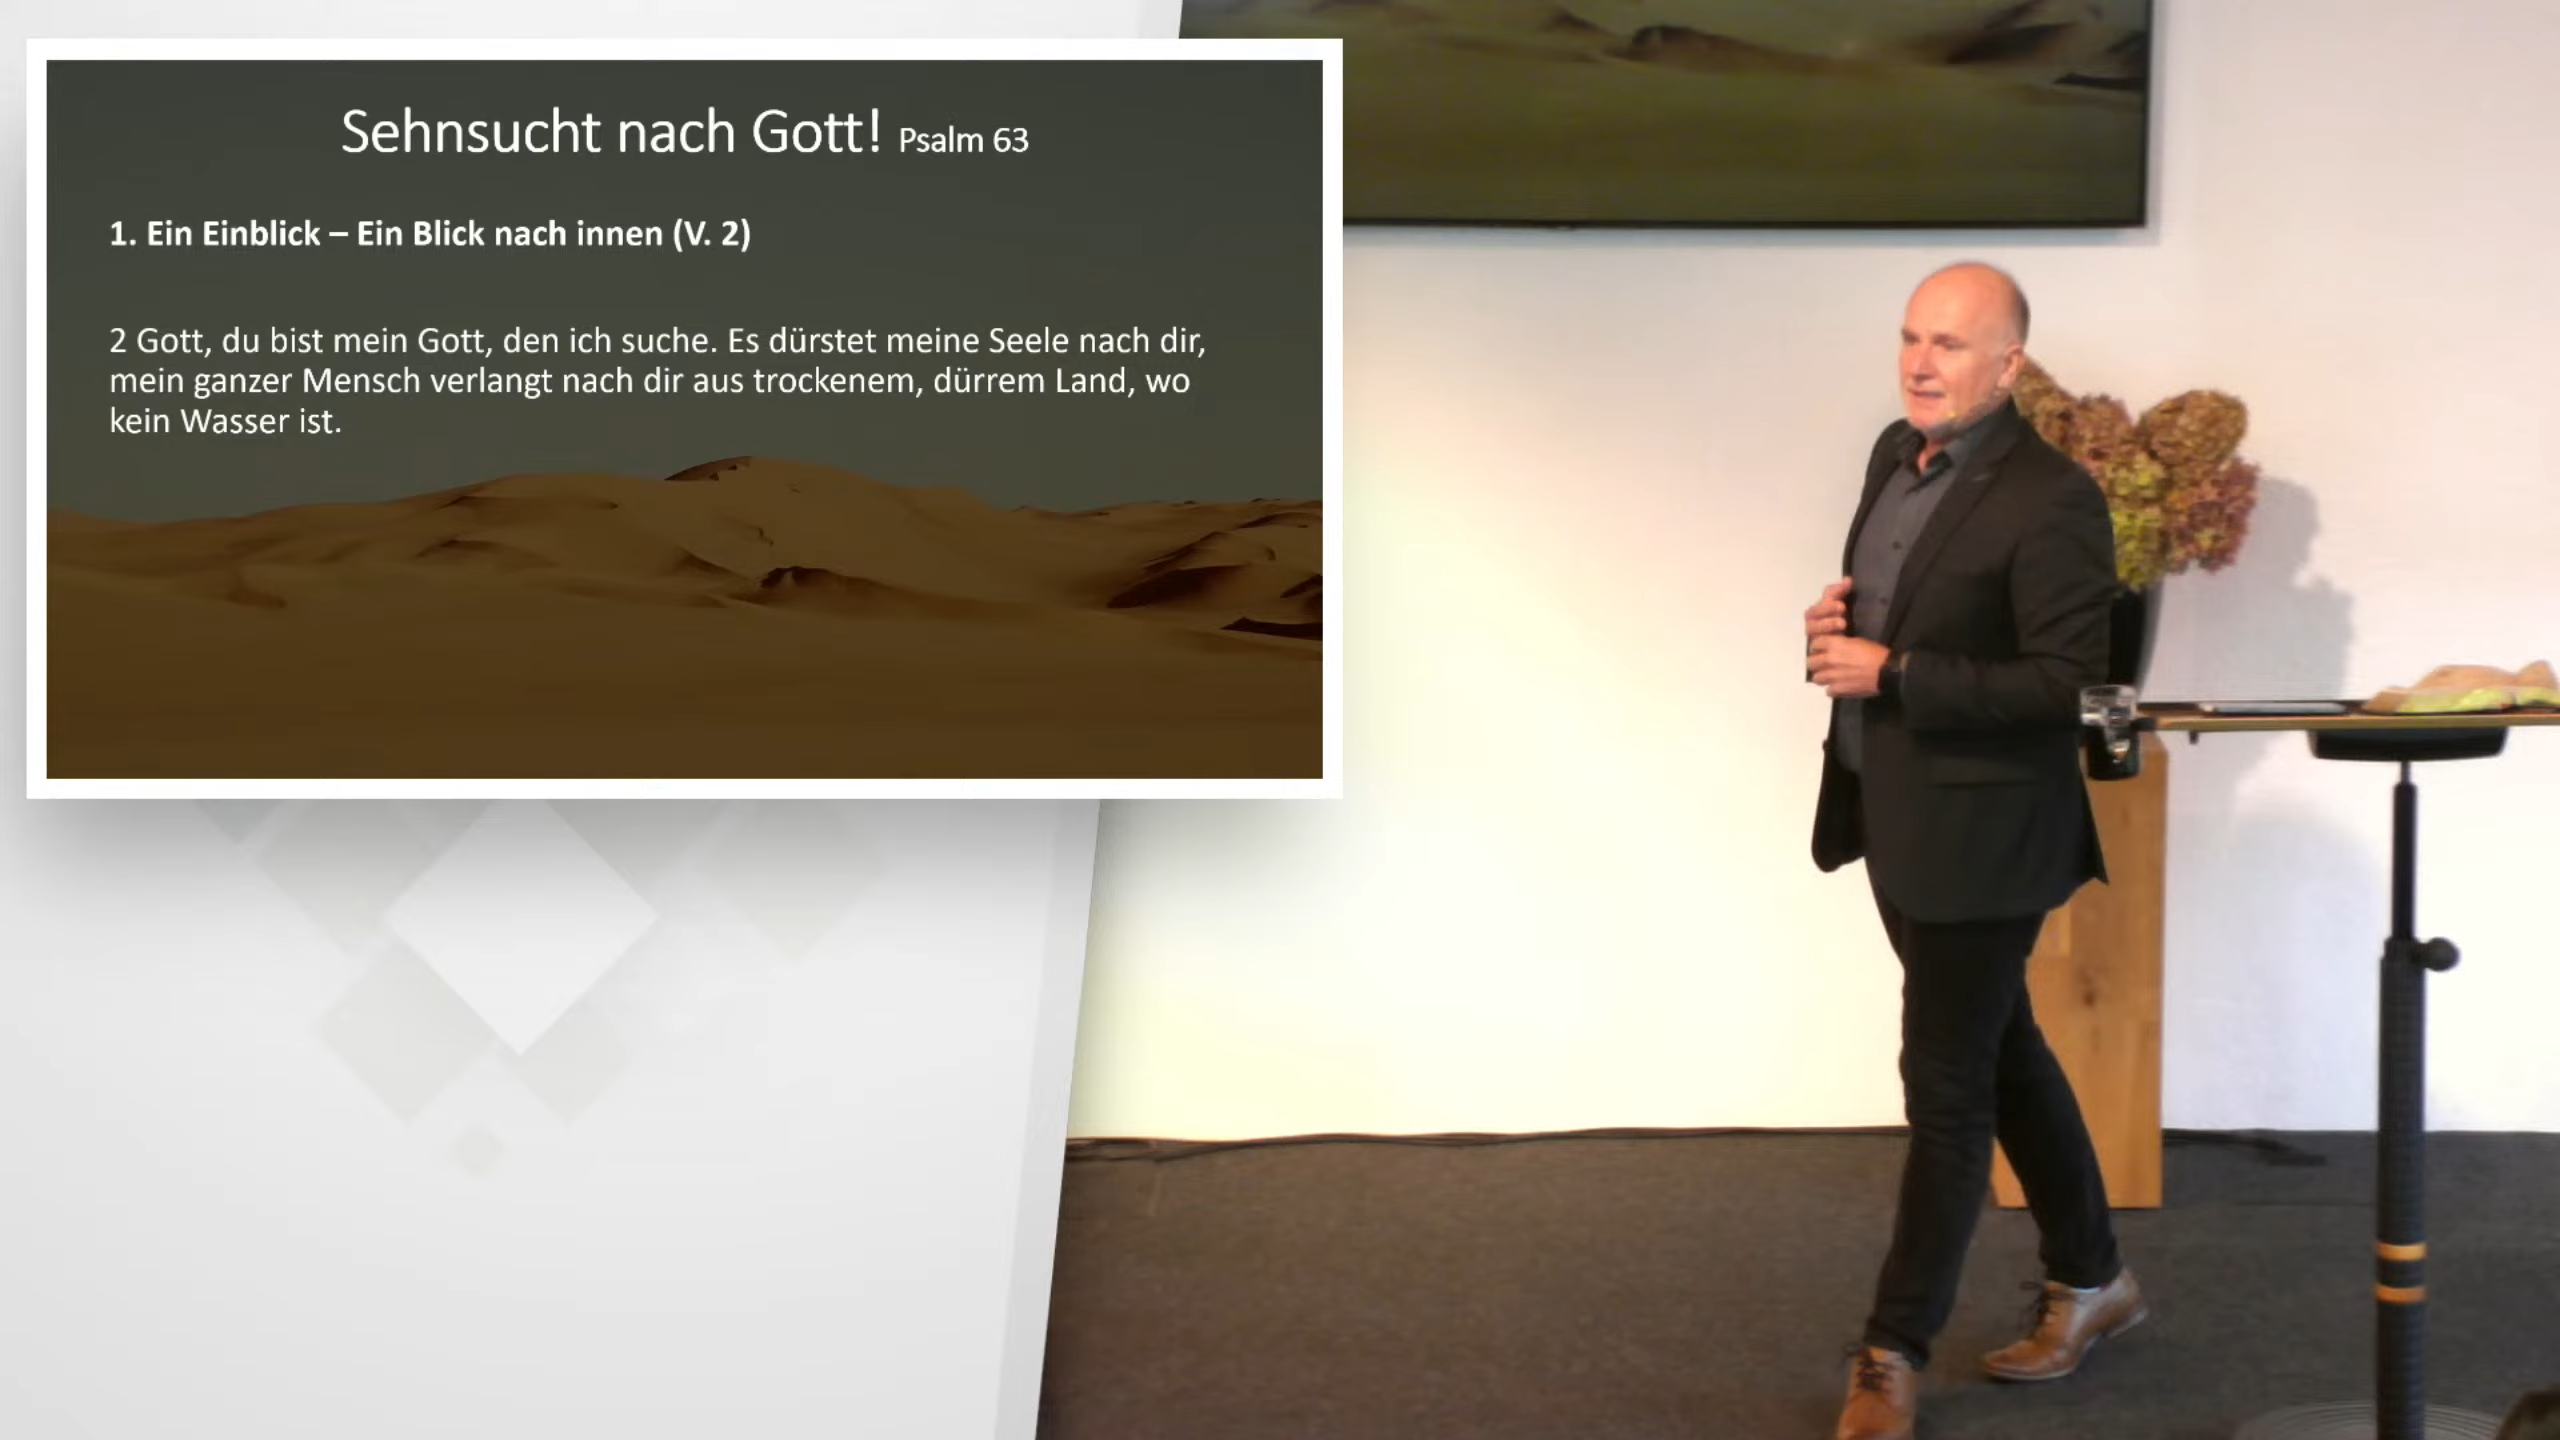 Sehnsucht nach Gott! Psalm 63
1. Ein Einblick – Ein Blick nach innen (V. 2)
2 Gott, du bist mein Gott, den ich suche. Es dürstet meine Seele nach dir,
mein ganzer Mensch verlangt nach dir aus trockenem, dürrem Land, wo
kein Wasser ist.